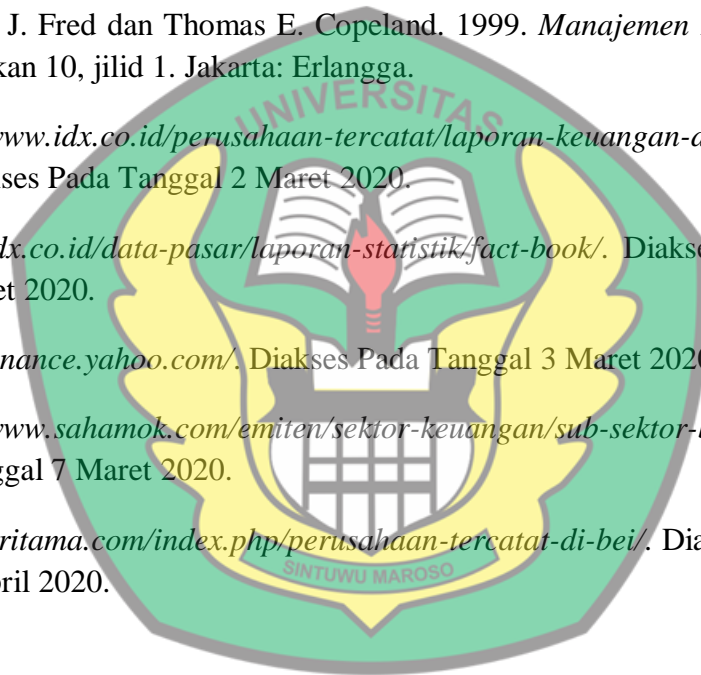 J. Fred dan Thomas E. Copeland. 1999. Manajemen
kan 10, jilid 1. Jakarta: Erlangga.
UNIVERSITAS
www.idx.co.id/perusahaan-tercatat/laporan-keuangan-d
ses Pada Tanggal 2 Maret 2020.
dx.co.id/data-pasar/laporan-statistik/fact-book/. Diakse
et 2020.
nance.yahoo.com/. Diakses Pada Tanggal 3 Maret 2020
www.sahamok.com/emiten/sektor-keuangan/sub-sektor-b
ggal 7 Maret 2020.
ritama.com/index.php/perusahaan-tercatat-di-bei/. Dia
SINTUWU MAROSO
pril 2020.